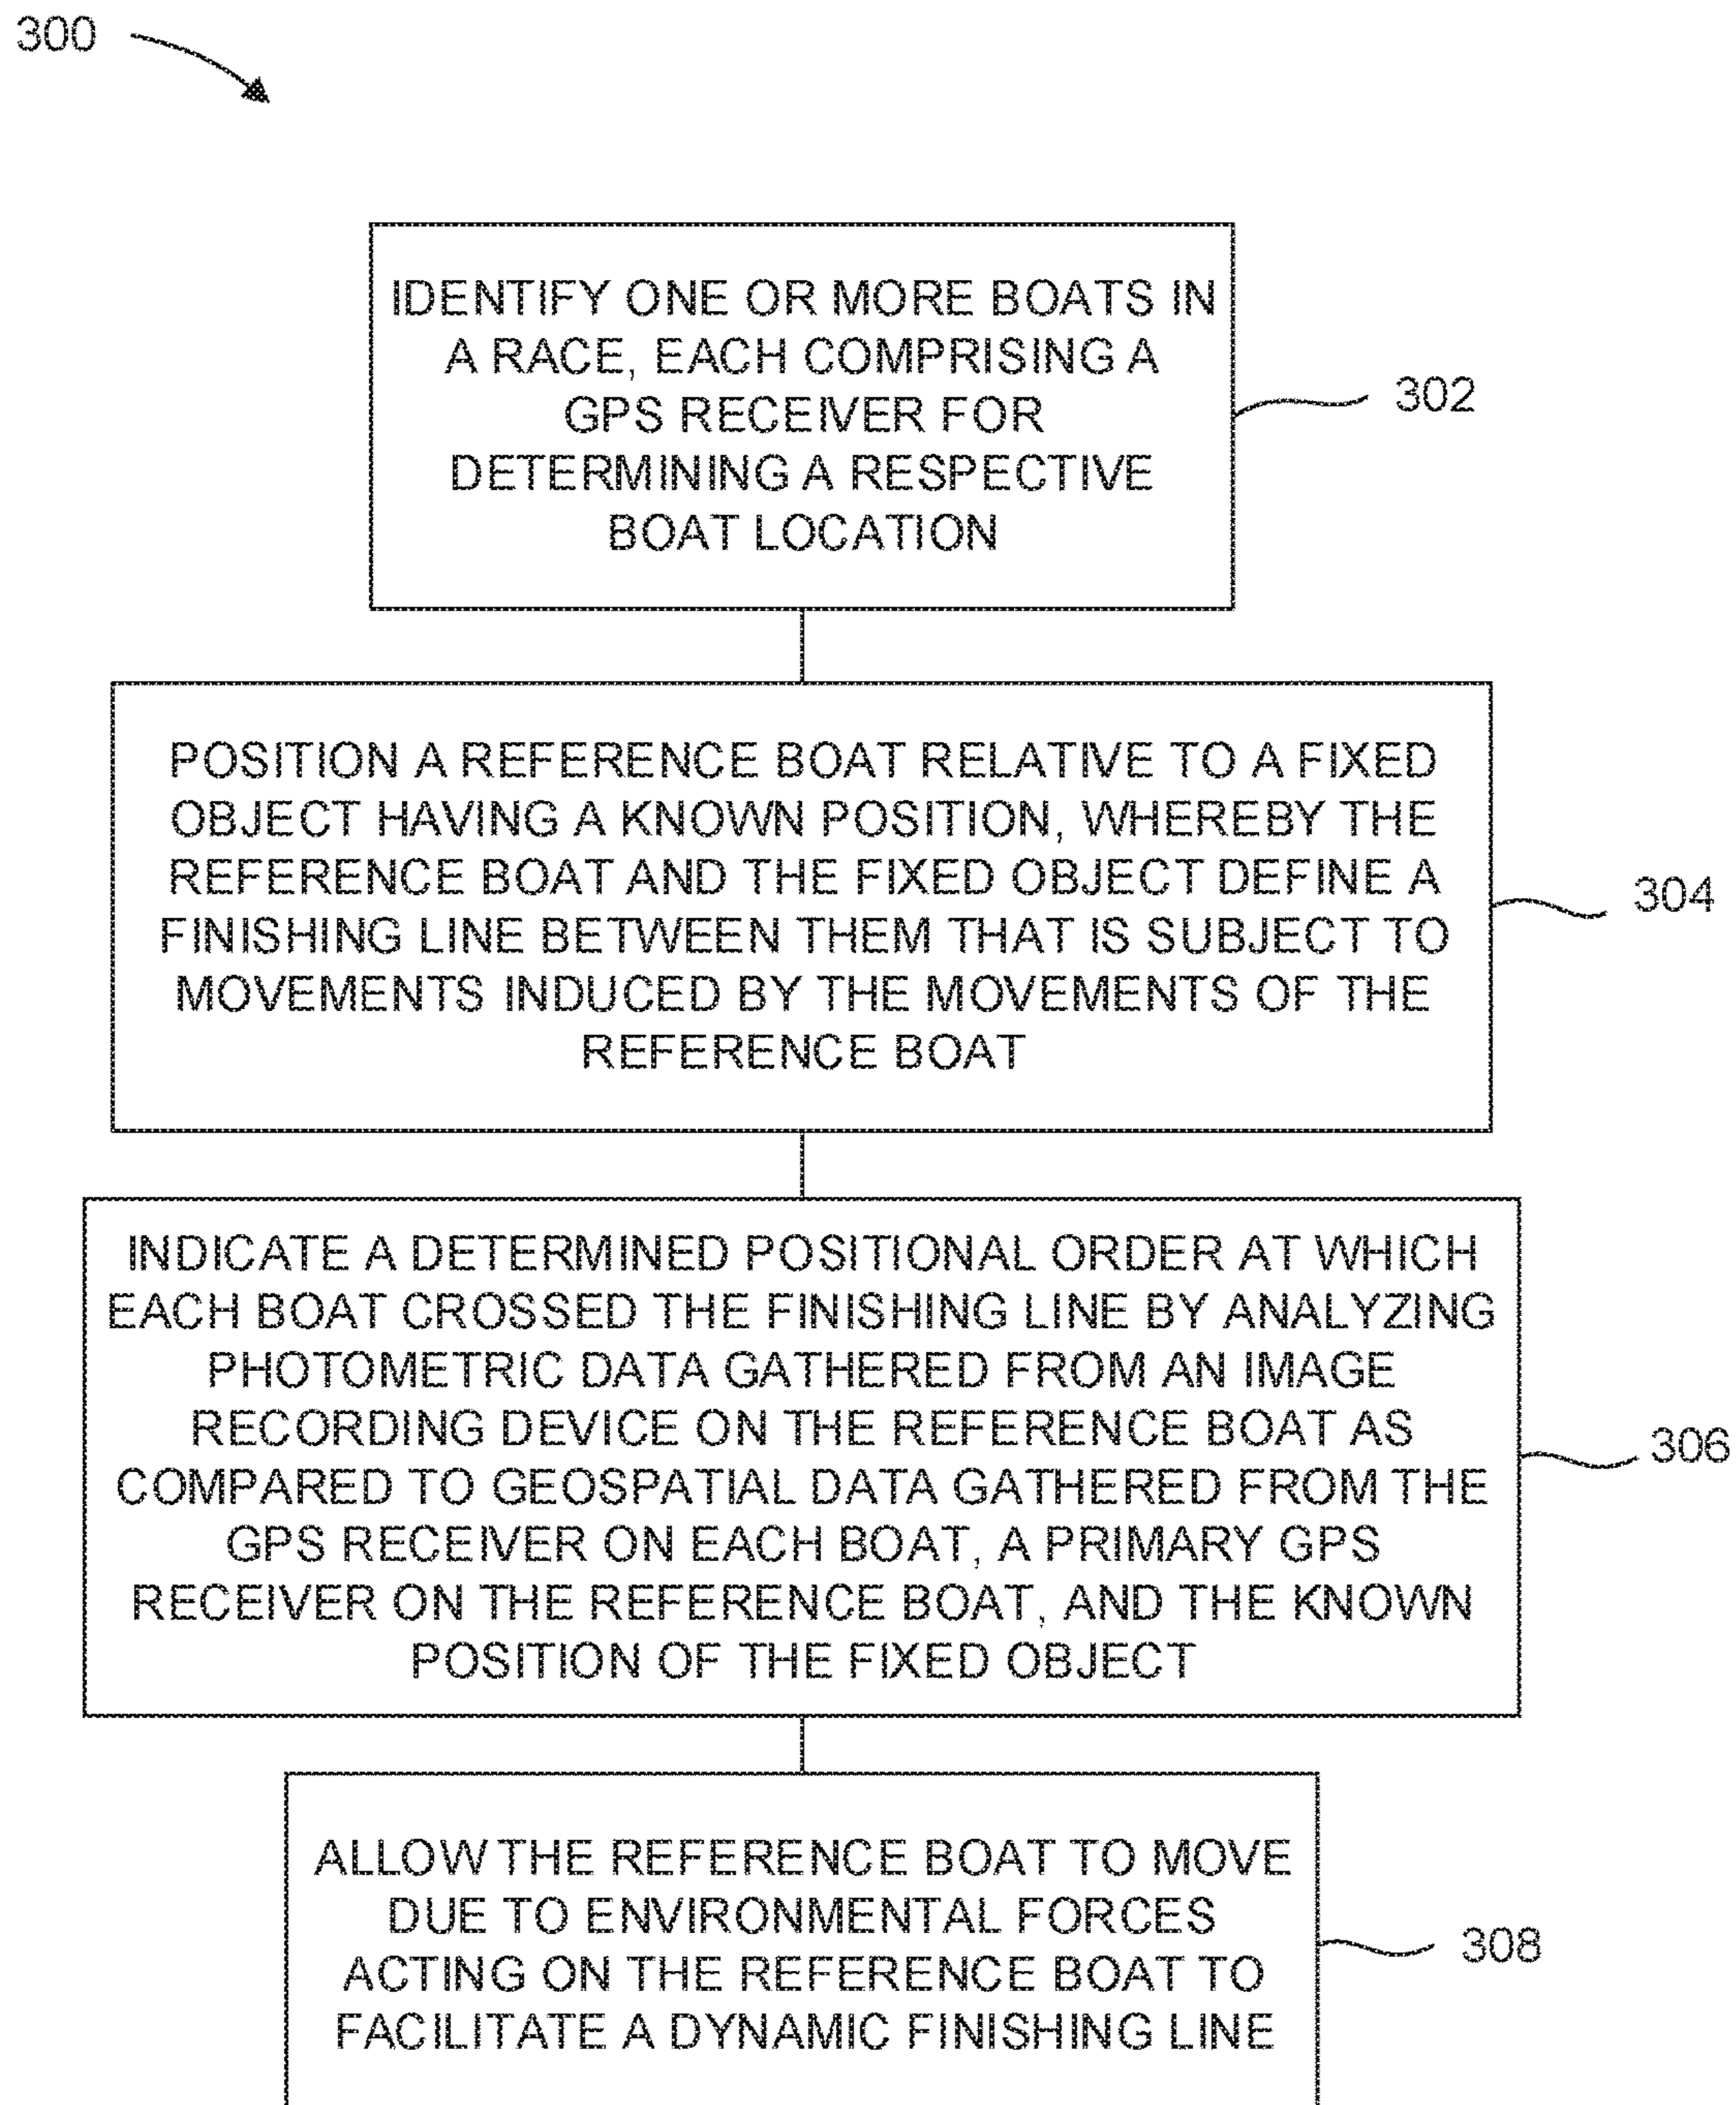 300
IDENTIFY ONE OR MORE BOATS IN
A RACE, EACH COMPRISING A
GPS RECEIVER FOR
DETERMINING A RESPECTIVE
BOAT LOCATION
302
POSITION A REFERENCE BOAT RELATIVE TO A FIXED
OBJECT HAVING A KNOWN POSITION, WHEREBY THE
REFERENCE BOAT AND THE FIXED OBJECT DEFINE A
FINISHING LINE BETWEEN THEM THAT IS SUBJECT TO
MOVEMENTS INDUCED BY THE MOVEMENTS OF THE
REFERENCE BOAT
304
INDICATE A DETERMINED POSITIONAL ORDER AT WHICH
EACH BOAT CROSSED THE FINISHING LINE BY ANALYZING
PHOTOMETRIC DATA GATHERED FROM AN IMAGE
RECORDING DEVICE ON THE REFERENCE BOAT AS
COMPARED TO GEOSPATIAL DATA GATHERED FROM THE
GPS RECEIVER ON EACH BOAT, A PRIMARY GPS
RECEIVER ON THE REFERENCE BOAT, AND THE KNOWN
POSITION OF THE FIXED OBJECT
306
ALLOW THE REFERENCE BOAT TO MOVE
DUE TO ENVIRONMENTAL FORCES
ACTING ON THE REFERENCE BOAT TO
FACILITATE A DYNAMIC FINISHING LINE
308